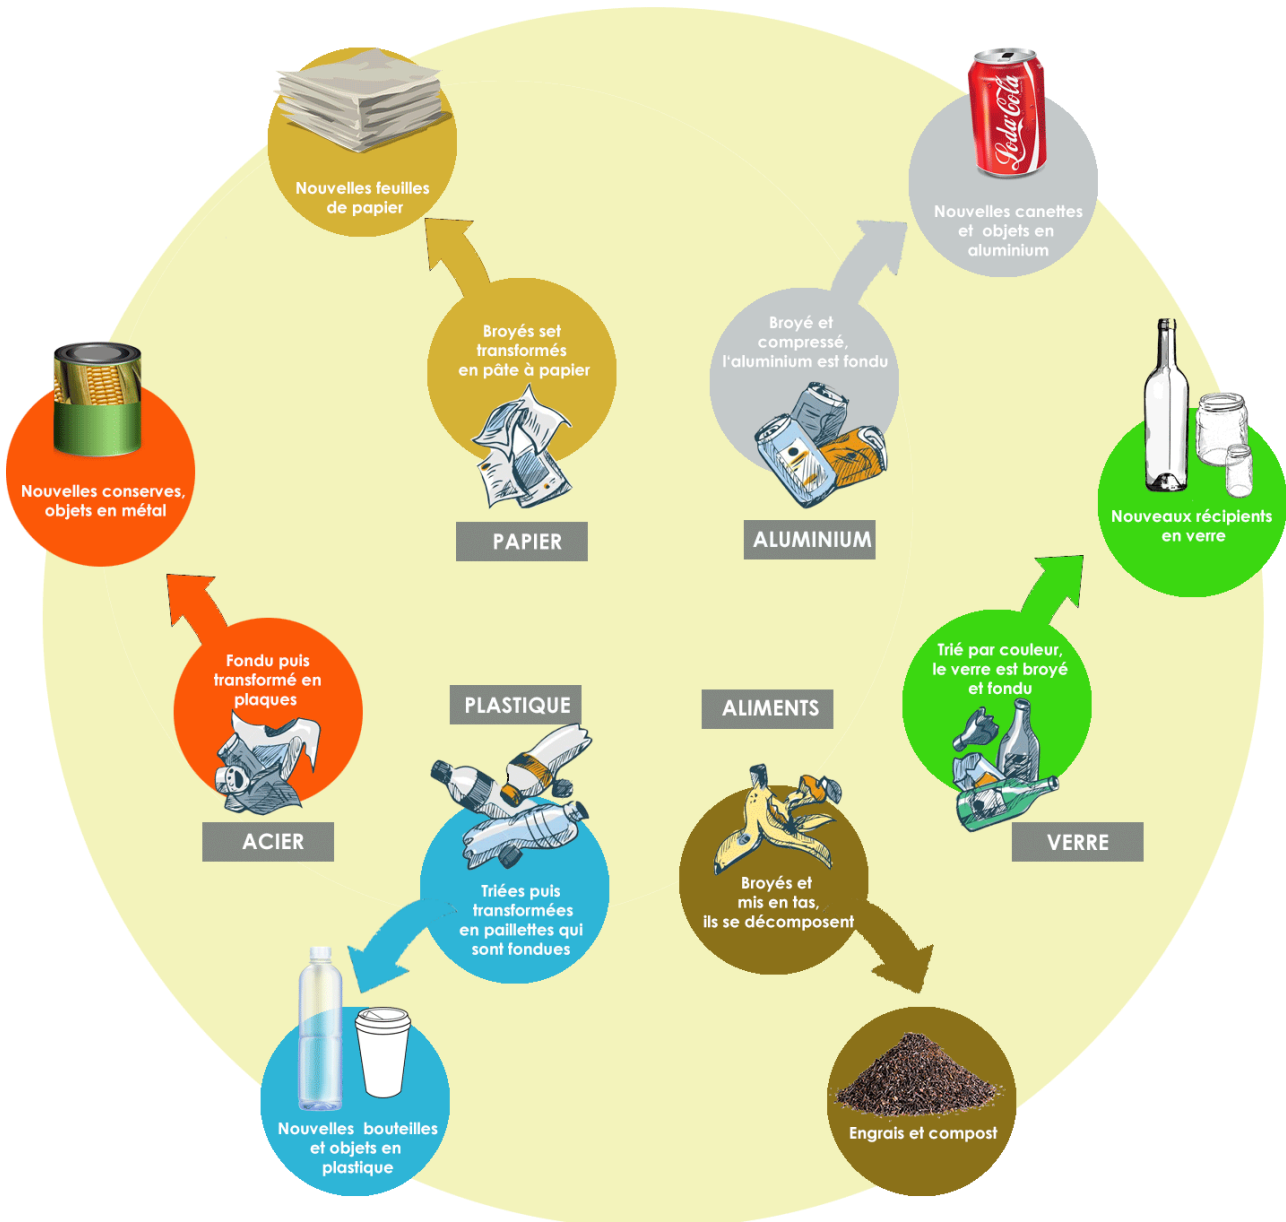 Nouvelles feuilles
de papier
Broyés set
transformés
en pâte à papier
PAPIER
Loda Cola
Nouvelles canettes
et objets en
aluminium
Broyé et
compressé,
l'aluminium est fondu
ALUMINIUM
Nouvelles conserves,
objets en métal
Fondu puis
transformé en
plaques
ACIER
Nouveaux récipients
en verre
Trié par couleur,
le verre est broyé
et fondu
VERRE
PLASTIQUE
Triées puis
transformées
en paillettes qui
sont fondues
Nouvelles bouteilles
et objets en
plastique
ALIMENTS
Broyés et
mis en tas,
ils se décomposent
Engrais et compost